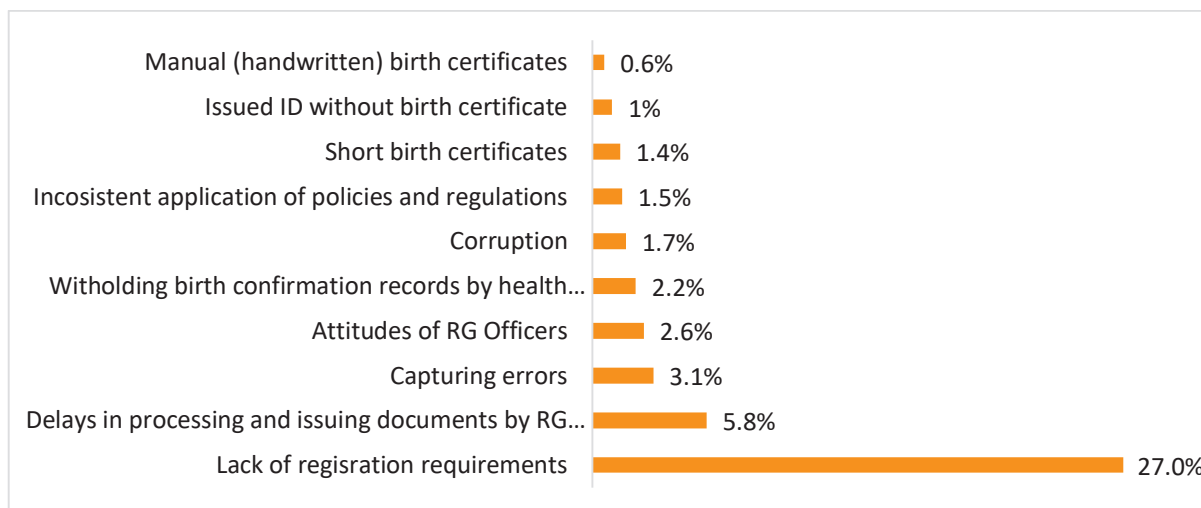 Manual (handwritten) birth certificates 0.6%
Issued ID without birth certificate 1%
Short birth certificates 1.4%
Incosistent application of policies and regulations 1.5%
Corruption 1.7%
Witholding birth confirmation records by health... 2.2%
Attitudes of RG Officers 2.6%
Capturing errors 3.1%
Delays in processing and issuing documents by RG... 5.8%
Lack of regisration requirements 27.0%